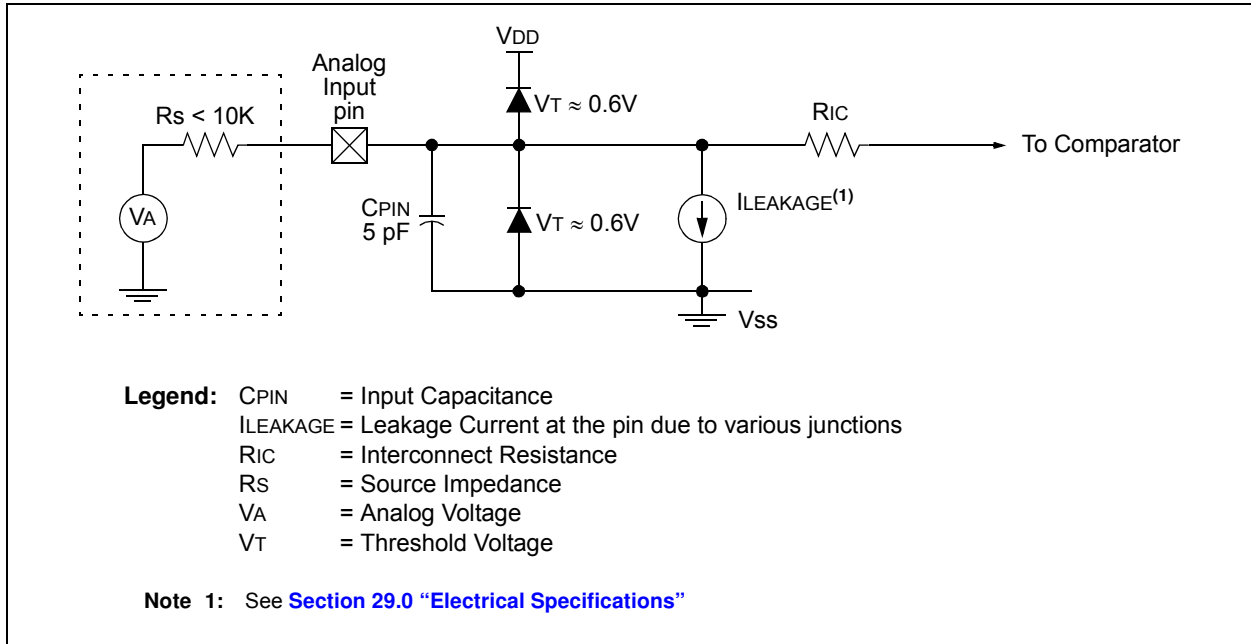 VDD
Analog
Input
pin
VT ≈ 0.6V
RIC
Rs < 10K
To Comparator
VA
CPIN
5 pF
VT ≈ 0.6V
ILEAKAGE(1)
Vss
Legend: CPIN = Input Capacitance
ILEAKAGE = Leakage Current at the pin due to various junctions
RIC = Interconnect Resistance
RS = Source Impedance
VA = Analog Voltage
VT = Threshold Voltage
Note 1: See Section 29.0 “Electrical Specifications”